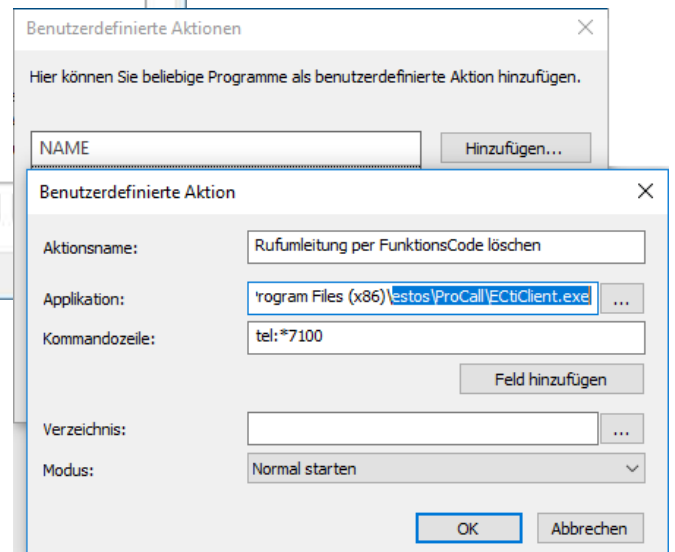 Benutzerdefinierte Aktionen
Hier können Sie beliebige Programme als benutzerdefinierte Aktion hinzufügen.
NAME
Hinzufügen...
Benutzerdefinierte Aktion
Aktionsname:
Rufumleitung per FunktionsCode löschen
Applikation:
rogram Files (x86)\estos\ProCall\ECtiClient.exe
...
Kommandozeile:
tel:*7100
Feld hinzufügen
Verzeichnis:
...
Modus:
Normal starten
OK
Abbrechen